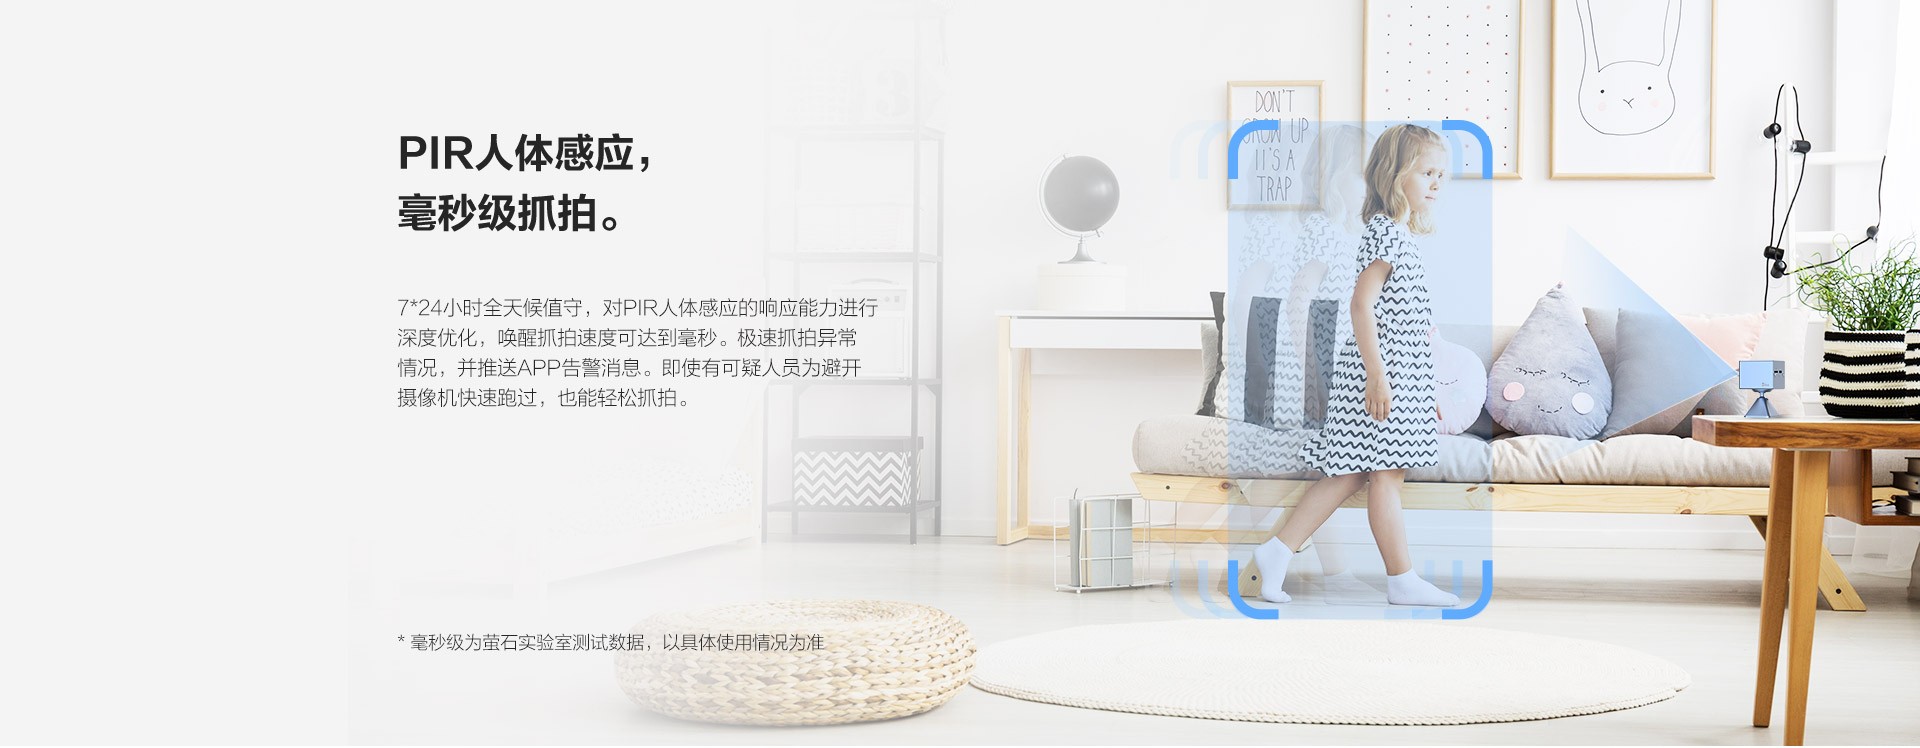 PIR人体感应，
毫秒级抓拍。
7*24小时全天候值守，对PIR人体感应的响应能力进行
深度优化，唤醒抓拍速度可达到毫秒。极速抓拍异常
情况，并推送APP告警消息。即使有可疑人员为避开
摄像机快速跑过，也能轻松抓拍。
* 毫秒级为萤石实验室测试数据，以具体使用情况为准
DON'T
GROW UP
IT'S A
TRAP